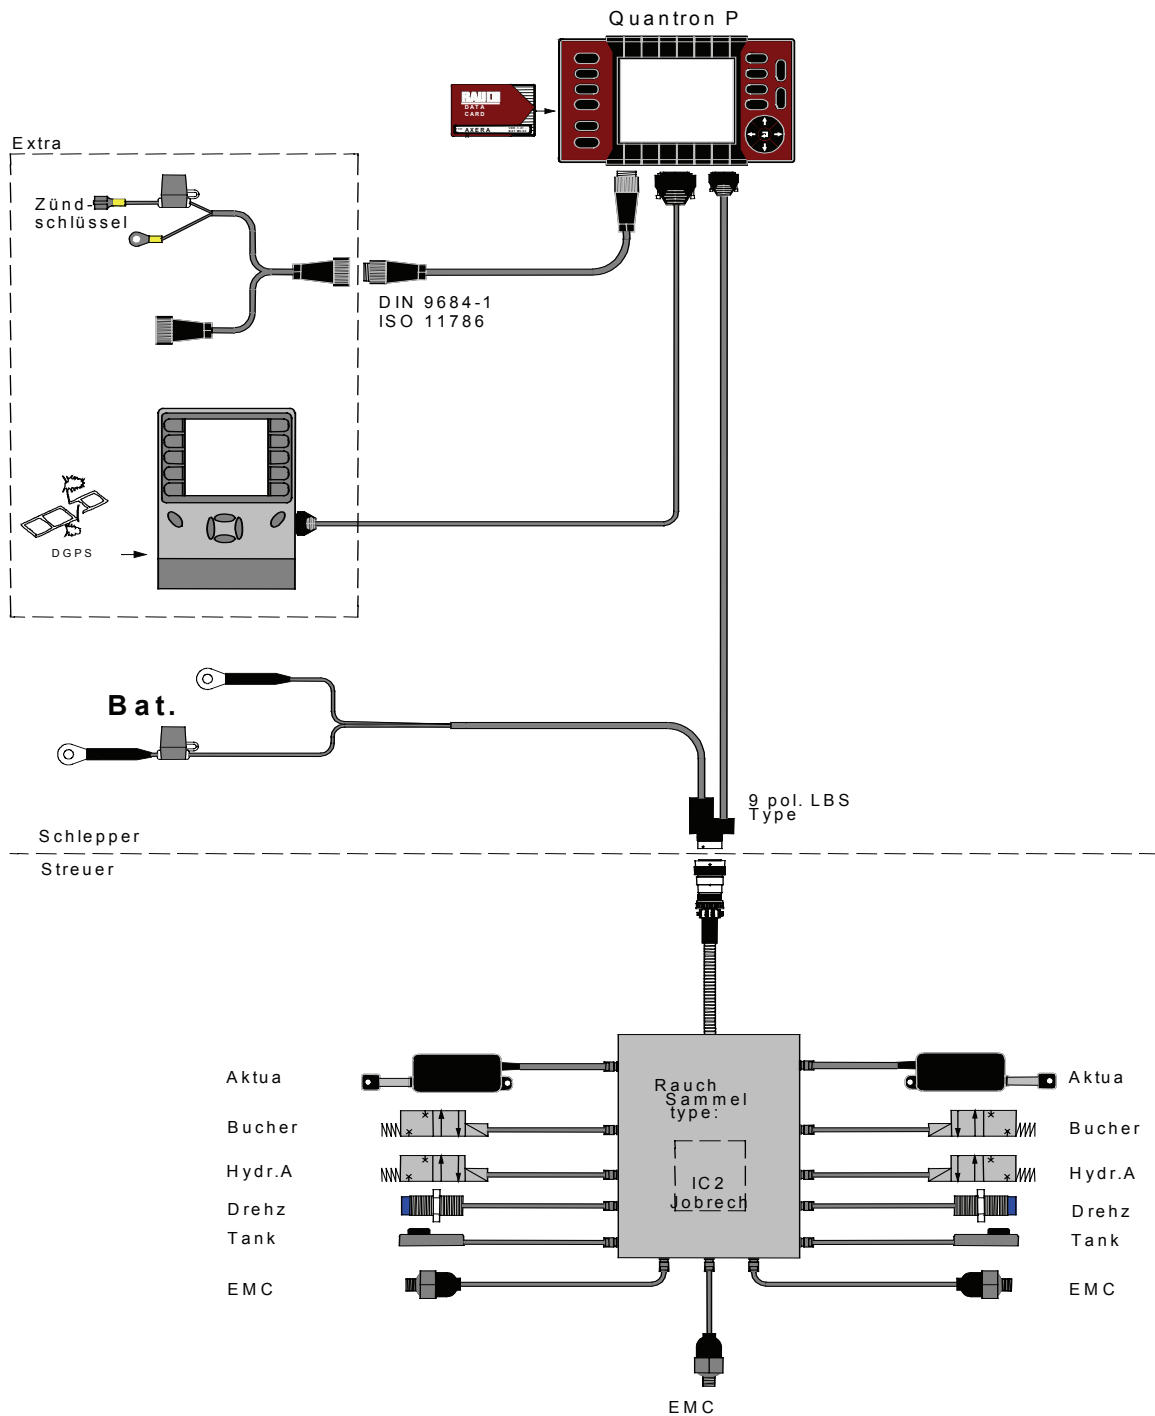 Quantron P
RAUCH
DATA
CARD
AXERA
Extra
Zünd-
schlüssel
DIN 9684-1
ISO 11786
DGPS
Bat.
9 pol. LBS
Type
Schlepper
Streuer
Rauch
Sammel
type:
IC2
Jobrech
Aktua
Aktua
Bucher
Bucher
Hydr.A
Hydr.A
Drehz
Drehz
Tank
Tank
EMC
EMC
EMC